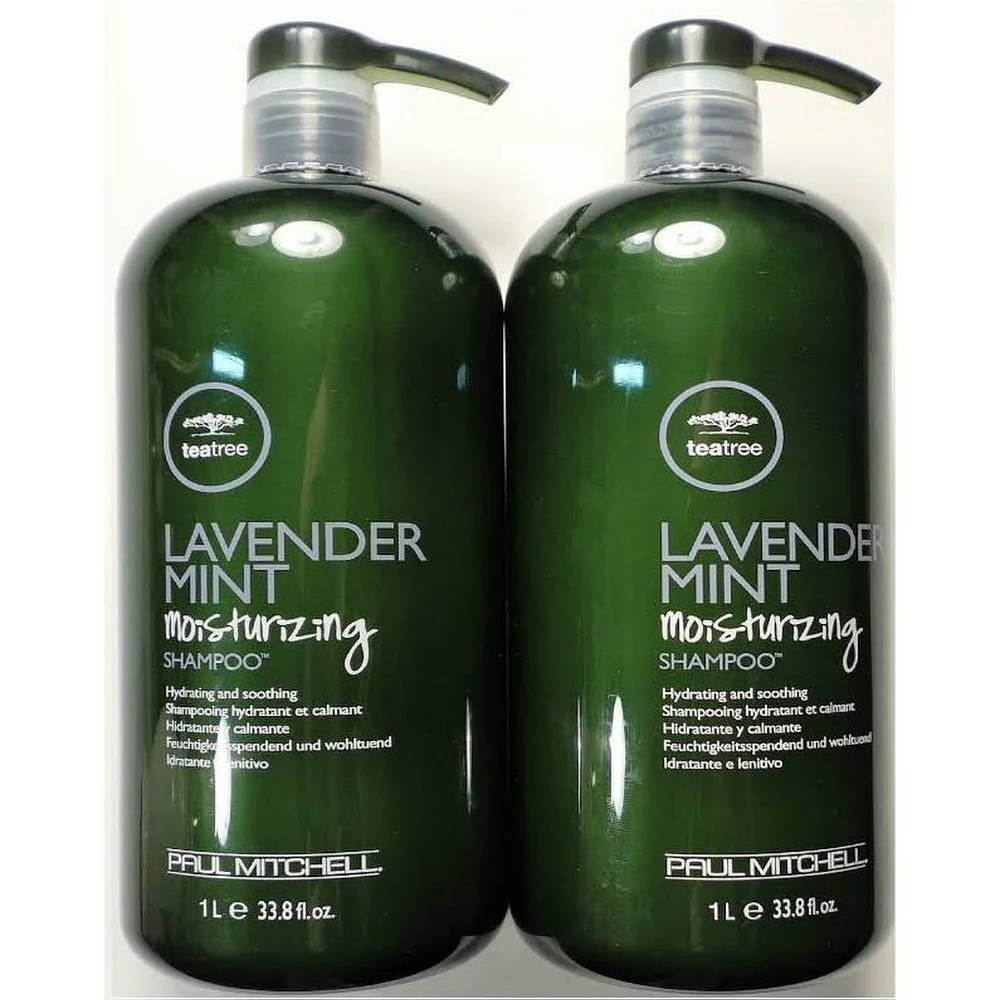 teatree
LAVENDER
MINT
moisturizing
SHAMPOO™
Hydrating and soothing
Shampooing hydratant et calmant
Hidratante y calmante
Feuchtigkeitsspendend und wohltuend
Idratante e lenitivo
PAUL MITCHELL.
1 L e 33.8 fl. oz.
teatree
LAVENDER
MINT
moisturizing
SHAMPOO™
Hydrating and soothing
Shampooing hydratant et calmant
Hidratante y calmante
Feuchtigkeitsspendend und wohltuend
Idratante e lenitivo
PAUL MITCHELL.
1 L e 33.8 fl. oz.